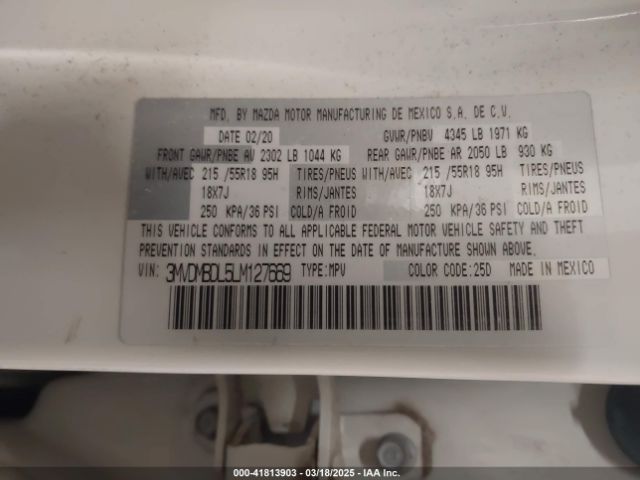 MFD. BY MAZDA MOTOR MANUFACTURING DE MEXICO S.A. DE C.V.
DATE 02/20 GVWR/PNBV 4345 LB 1971 KG
FRONT GAWR/PNBE AV 2302 LB 1044 KG REAR GAWR/PNBE AR 2050 LB 930 KG
WITH/AVEC 215 /55R18 95H TIRES/PNEUS WITH/AVEC 215 /55R18 95H TIRES/PNEUS
18X7J RIMS/JANTES 18X7J RIMS/JANTES
250 KPA/36 PSI COLD/A FROID 250 KPA/36 PSI COLD/A FROID
THIS VEHICLE CONFORMS TO ALL APPLICABLE FEDERAL MOTOR VEHICLE SAFETY AND THEFT
PREVENTION STANDARDS IN EFFECT ON THE DATE OF MANUFACTURE SHOWN ABOVE.
VIN: 3MVDMBDL5LM127669 TYPE:MPV COLOR CODE:25D MADE IN MEXICO
000-41813903 — 03/18/2025 — IAA Inc.